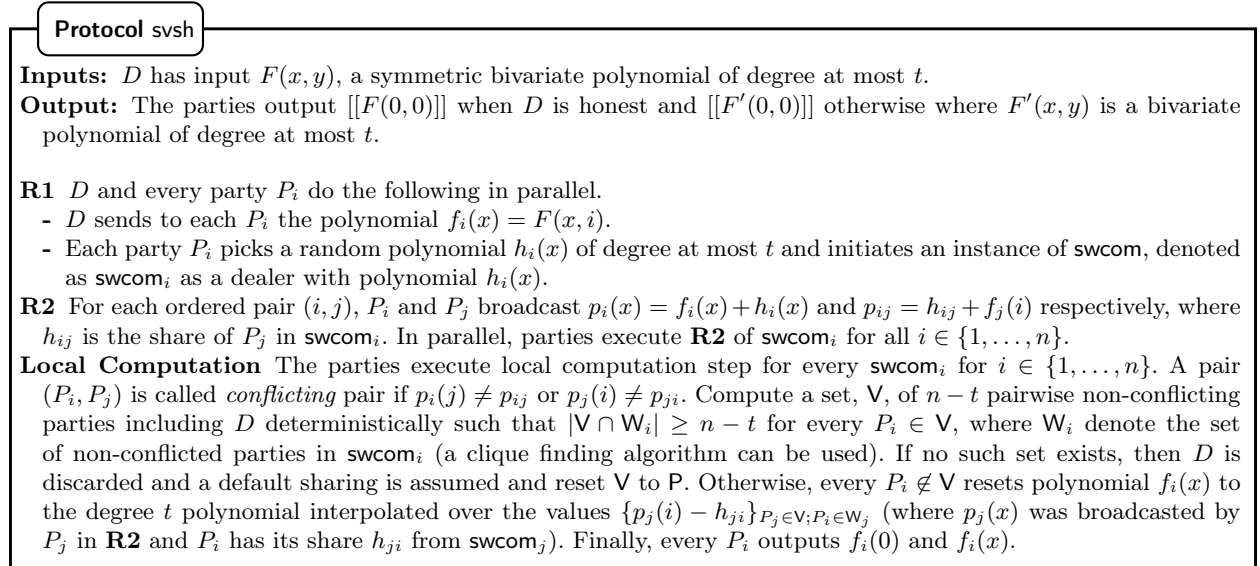 Protocol svsh
Inputs: D has input F(x, y), a symmetric bivariate polynomial of degree at most t.
Output: The parties output [[F(0, 0)]] when D is honest and [[F′(0, 0)]] otherwise where F′(x, y) is a bivariate
polynomial of degree at most t.
R1 D and every party P_i do the following in parallel.
- D sends to each P_i the polynomial f_i(x) = F(x, i).
- Each party P_i picks a random polynomial h_i(x) of degree at most t and initiates an instance of swcom, denoted
as swcom_i as a dealer with polynomial h_i(x).
R2 For each ordered pair (i, j), P_i and P_j broadcast p_i(x) = f_i(x)+h_i(x) and p_ij = h_ij +f_j(i) respectively, where
h_ij is the share of P_j in swcom_i. In parallel, parties execute R2 of swcom_i for all i ∈ {1, . . . , n}.
Local Computation The parties execute local computation step for every swcom_i for i ∈ {1, . . . , n}. A pair
(P_i, P_j) is called conflicting pair if p_i(j) ≠ p_ij or p_j(i) ≠ p_ji. Compute a set, V, of n − t pairwise non-conflicting
parties including D deterministically such that |V ∩ W_i| ≥ n − t for every P_i ∈ V, where W_i denote the set
of non-conflicted parties in swcom_i (a clique finding algorithm can be used). If no such set exists, then D is
discarded and a default sharing is assumed and reset V to P. Otherwise, every P_i ∉ V resets polynomial f_i(x) to
the degree t polynomial interpolated over the values {p_j(i) − h_ji}_{P_j∈V;P_i∈W_j} (where p_j(x) was broadcasted by
P_j in R2 and P_i has its share h_ji from swcom_j). Finally, every P_i outputs f_i(0) and f_i(x).